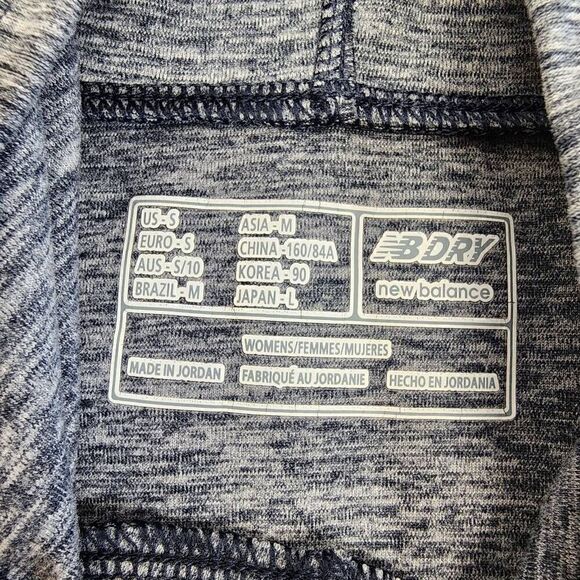 US - S
EURO - S
AUS - S/10
BRAZIL - M
ASIA - M
CHINA - 160/84A
KOREA - 90
JAPAN - L
NB DRY
new balance
WOMENS/FEMMES/MUJERES
MADE IN JORDAN
FABRIQUÉ AU JORDANIE
HECHO EN JORDANIA